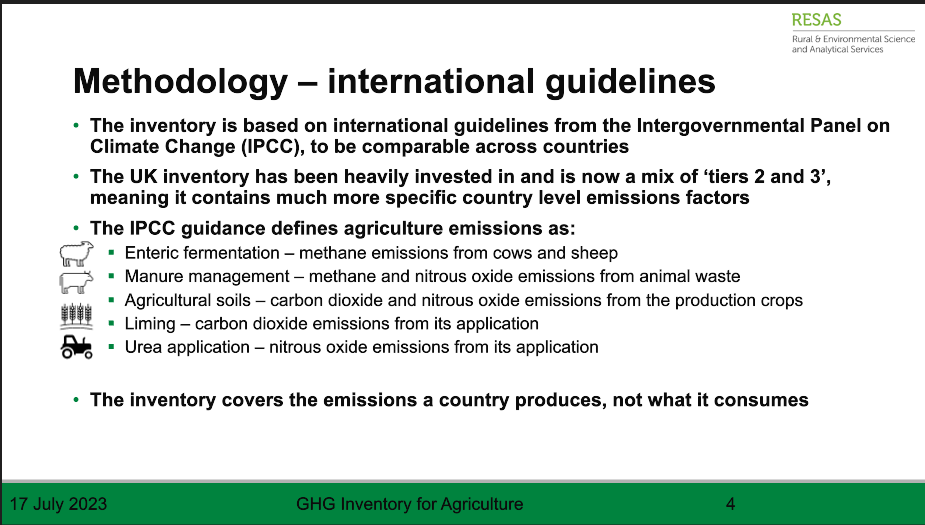 RESAS
Rural & Environmental Science
and Analytical Services
Methodology – international guidelines
• The inventory is based on international guidelines from the Intergovernmental Panel on
Climate Change (IPCC), to be comparable across countries
• The UK inventory has been heavily invested in and is now a mix of ‘tiers 2 and 3’,
meaning it contains much more specific country level emissions factors
• The IPCC guidance defines agriculture emissions as:
▪ Enteric fermentation – methane emissions from cows and sheep
▪ Manure management – methane and nitrous oxide emissions from animal waste
▪ Agricultural soils – carbon dioxide and nitrous oxide emissions from the production crops
▪ Liming – carbon dioxide emissions from its application
▪ Urea application – nitrous oxide emissions from its application
• The inventory covers the emissions a country produces, not what it consumes
17 July 2023 GHG Inventory for Agriculture 4